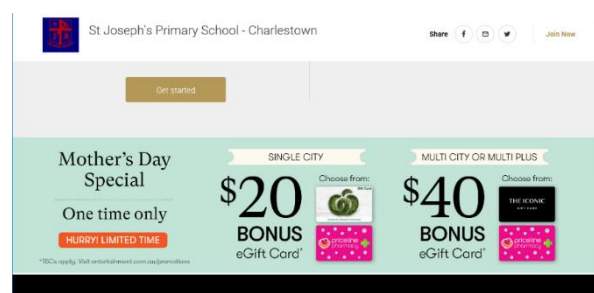 St Joseph's Primary School - Charlestown
Share
Join Now
Get started
Mother's Day
Special
One time only
HURRY! LIMITED TIME
*T&Cs apply. Visit entertainment.com.au/promotions
SINGLE CITY
$20
BONUS
eGift Card*
Choose from:
priceline
pharmacy
MULTI CITY OR MULTI PLUS
$40
BONUS
eGift Card*
Choose from:
THE ICONIC
GIFT CARD
priceline
pharmacy